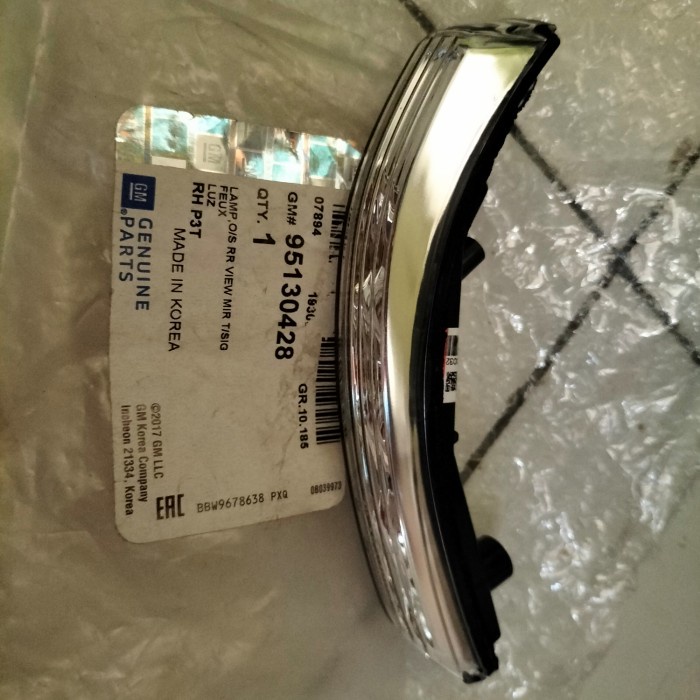 07894
GM# 95130428
QTY. 1
GR.10.185
LAMP,O/S RR VIEW MIR T/SIG
FEUX
LUZ
RH P3T
MADE IN KOREA
GM GENUINE
PARTS
©2017 GM LLC
GM Korea Company
Incheon 21334, Korea
EAC BBW9678638 PXQ